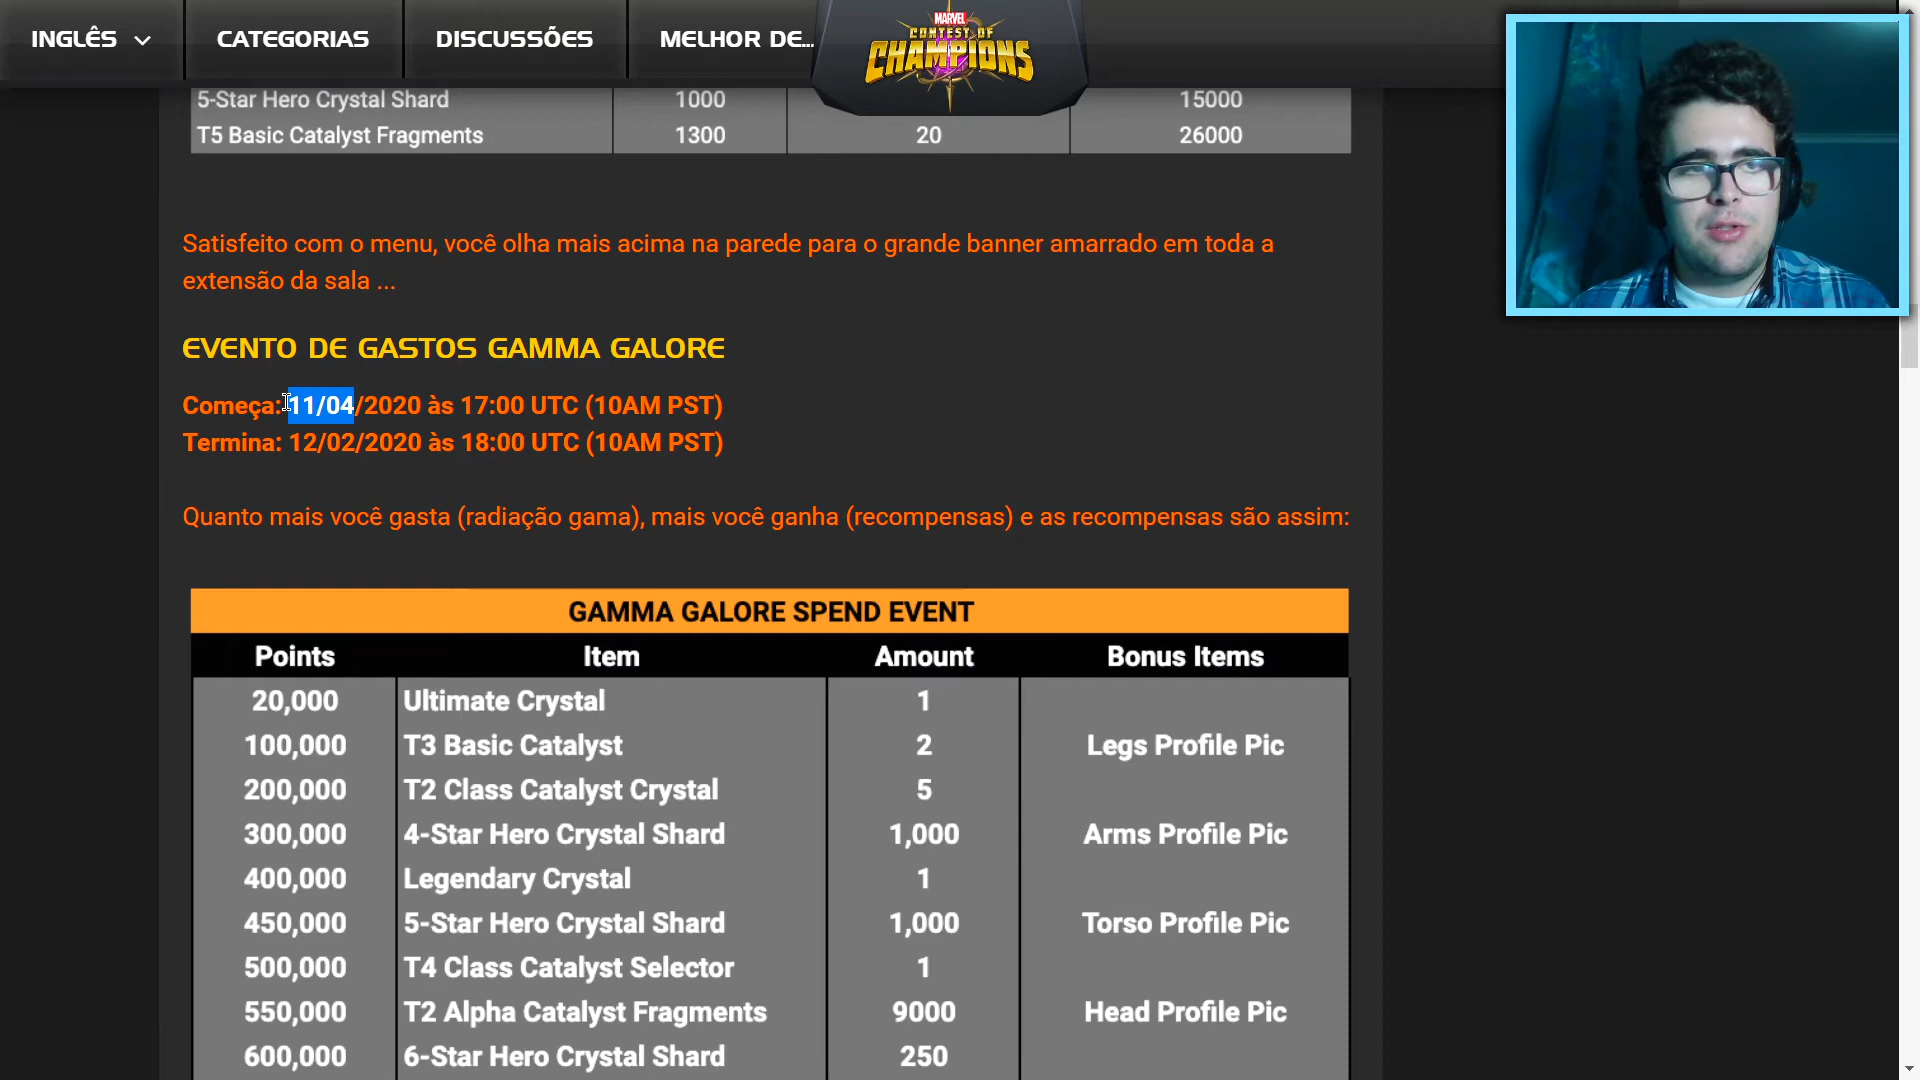 INGLÊS
CATEGORIAS
DISCUSSÕES
MELHOR DE...
MARVEL
CONTEST OF
CHAMPIONS
5-Star Hero Crystal Shard 1000 15000
T5 Basic Catalyst Fragments 1300 20 26000
Satisfeito com o menu, você olha mais acima na parede para o grande banner amarrado em toda a
extensão da sala ...
EVENTO DE GASTOS GAMMA GALORE
Começa: 11/04/2020 às 17:00 UTC (10AM PST)
Termina: 12/02/2020 às 18:00 UTC (10AM PST)
Quanto mais você gasta (radiação gama), mais você ganha (recompensas) e as recompensas são assim:
GAMMA GALORE SPEND EVENT
Points Item Amount Bonus Items
20,000 Ultimate Crystal 1
100,000 T3 Basic Catalyst 2 Legs Profile Pic
200,000 T2 Class Catalyst Crystal 5
300,000 4-Star Hero Crystal Shard 1,000 Arms Profile Pic
400,000 Legendary Crystal 1
450,000 5-Star Hero Crystal Shard 1,000 Torso Profile Pic
500,000 T4 Class Catalyst Selector 1
550,000 T2 Alpha Catalyst Fragments 9000 Head Profile Pic
600,000 6-Star Hero Crystal Shard 250